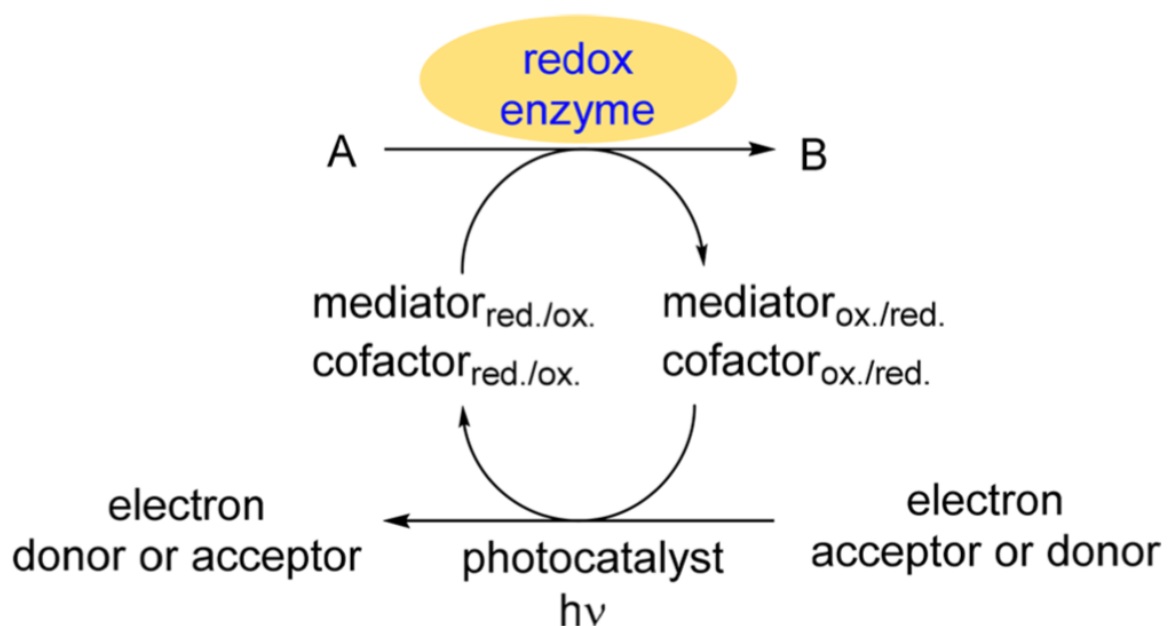 redox
enzyme
A
B
mediatorred./ox.
mediatorox./red.
cofactorred./ox.
cofactorox./red.
electron
donor or acceptor
photocatalyst
hν
electron
acceptor or donor